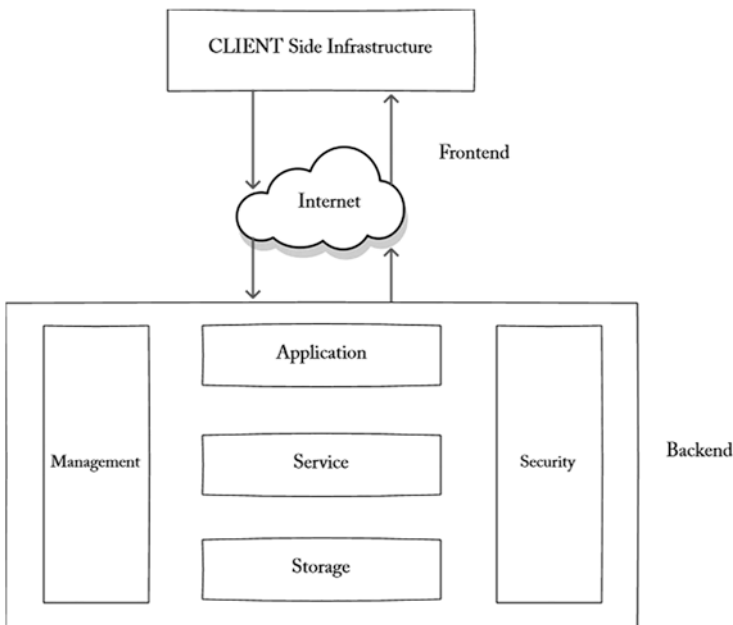 CLIENT Side Infrastructure
Frontend
Internet
Application
Management
Service
Security
Backend
Storage